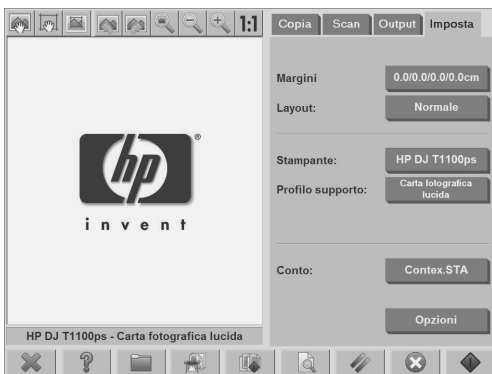 1:1
Copia Scan Output Imposta
Margini 0.0/0.0/0.0/0.0cm
Layout: Normale
hp ®
invent
Stampante: HP DJ T1100ps
Profilo supporto: Carta fotografica
lucida
Conto: Contex.STA
Opzioni
HP DJ T1100ps - Carta fotografica lucida